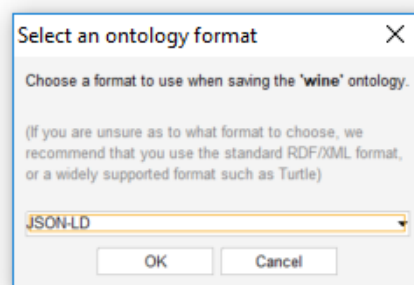 Select an ontology format
Choose a format to use when saving the 'wine' ontology.
(If you are unsure as to what format to choose, we
recommend that you use the standard RDF/XML format,
or a widely supported format such as Turtle)
JSON-LD
OK Cancel